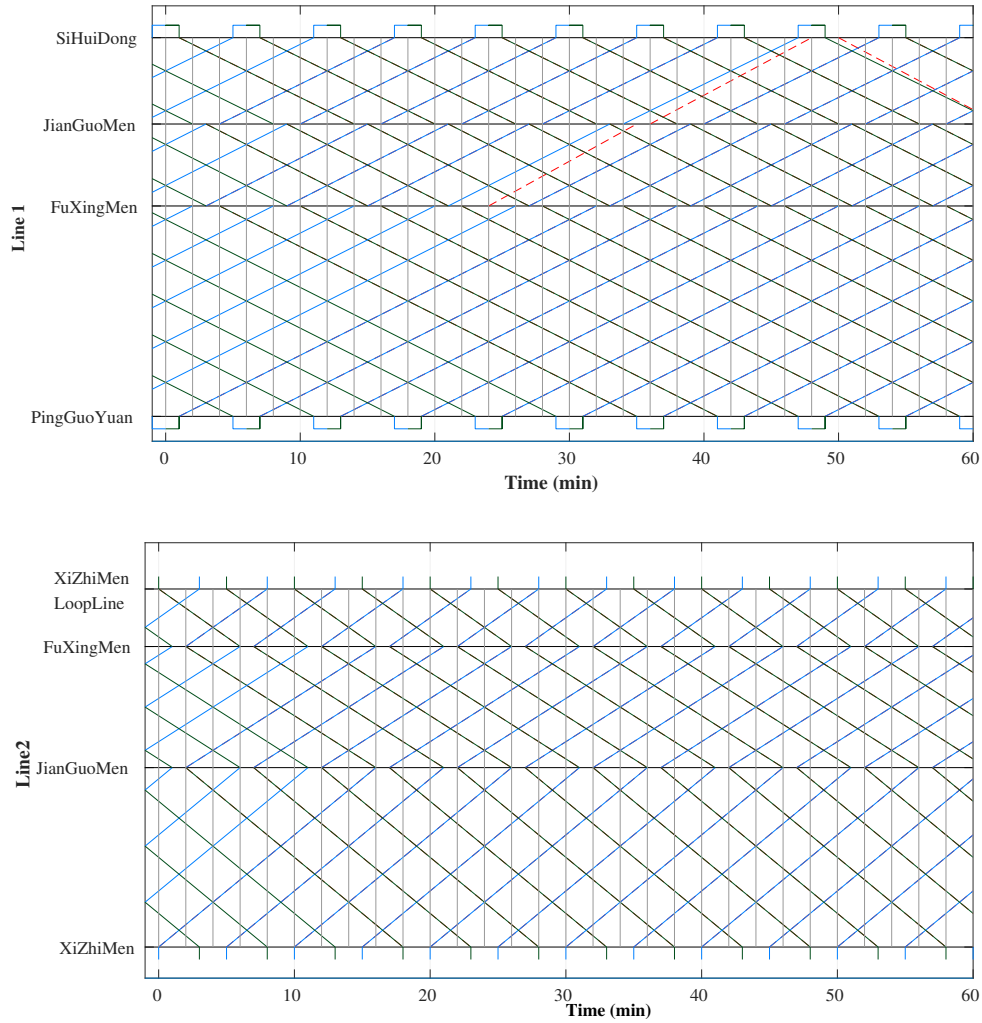 SiHuiDong
JianGuoMen
FuXingMen
PingGuoYuan
Line 1
0 10 20 30 40 50 60
Time (min)
XiZhiMen
LoopLine
FuXingMen
JianGuoMen
XiZhiMen
Line2
0 10 20 30 40 50 60
Time (min)